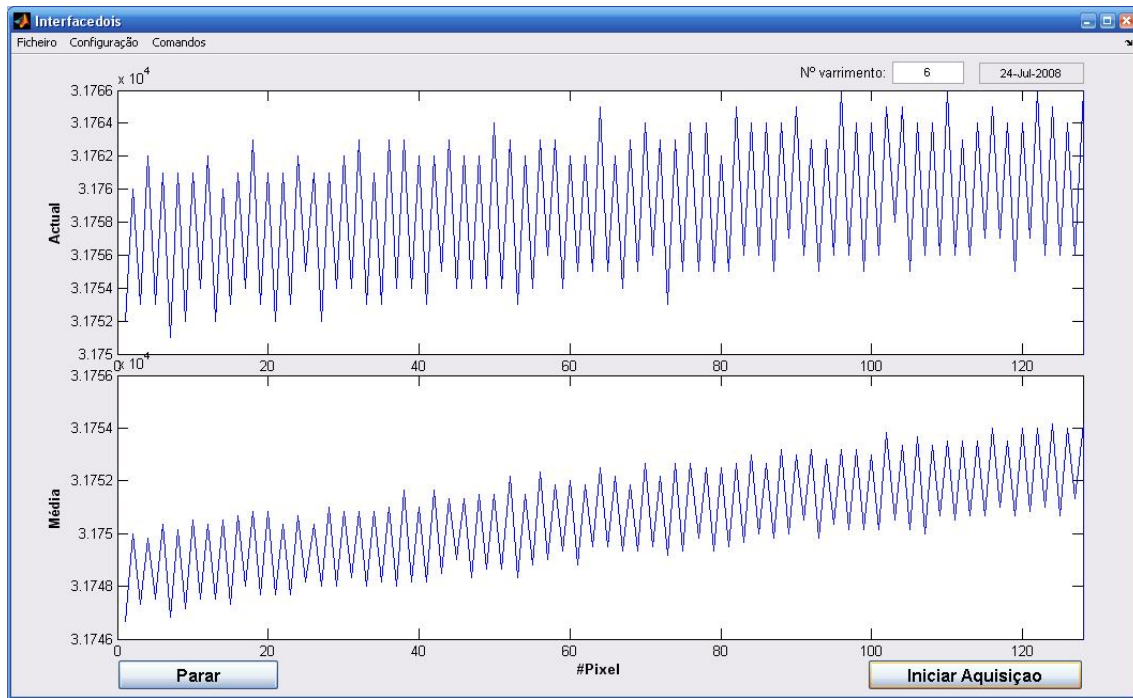 Interfacedois
Ficheiro Configuração Comandos
Nº varrimento: 6 24-Jul-2008
x 10^4
3.1766
3.1764
3.1762
3.176
3.1758
3.1756
3.1754
3.1752
3.175
Actual
0 20 40 60 80 100 120
x 10^4
3.1756
3.1754
3.1752
3.175
3.1748
3.1746
Média
0 20 40 60 80 100 120
#Pixel
Parar
Iniciar Aquisiçao